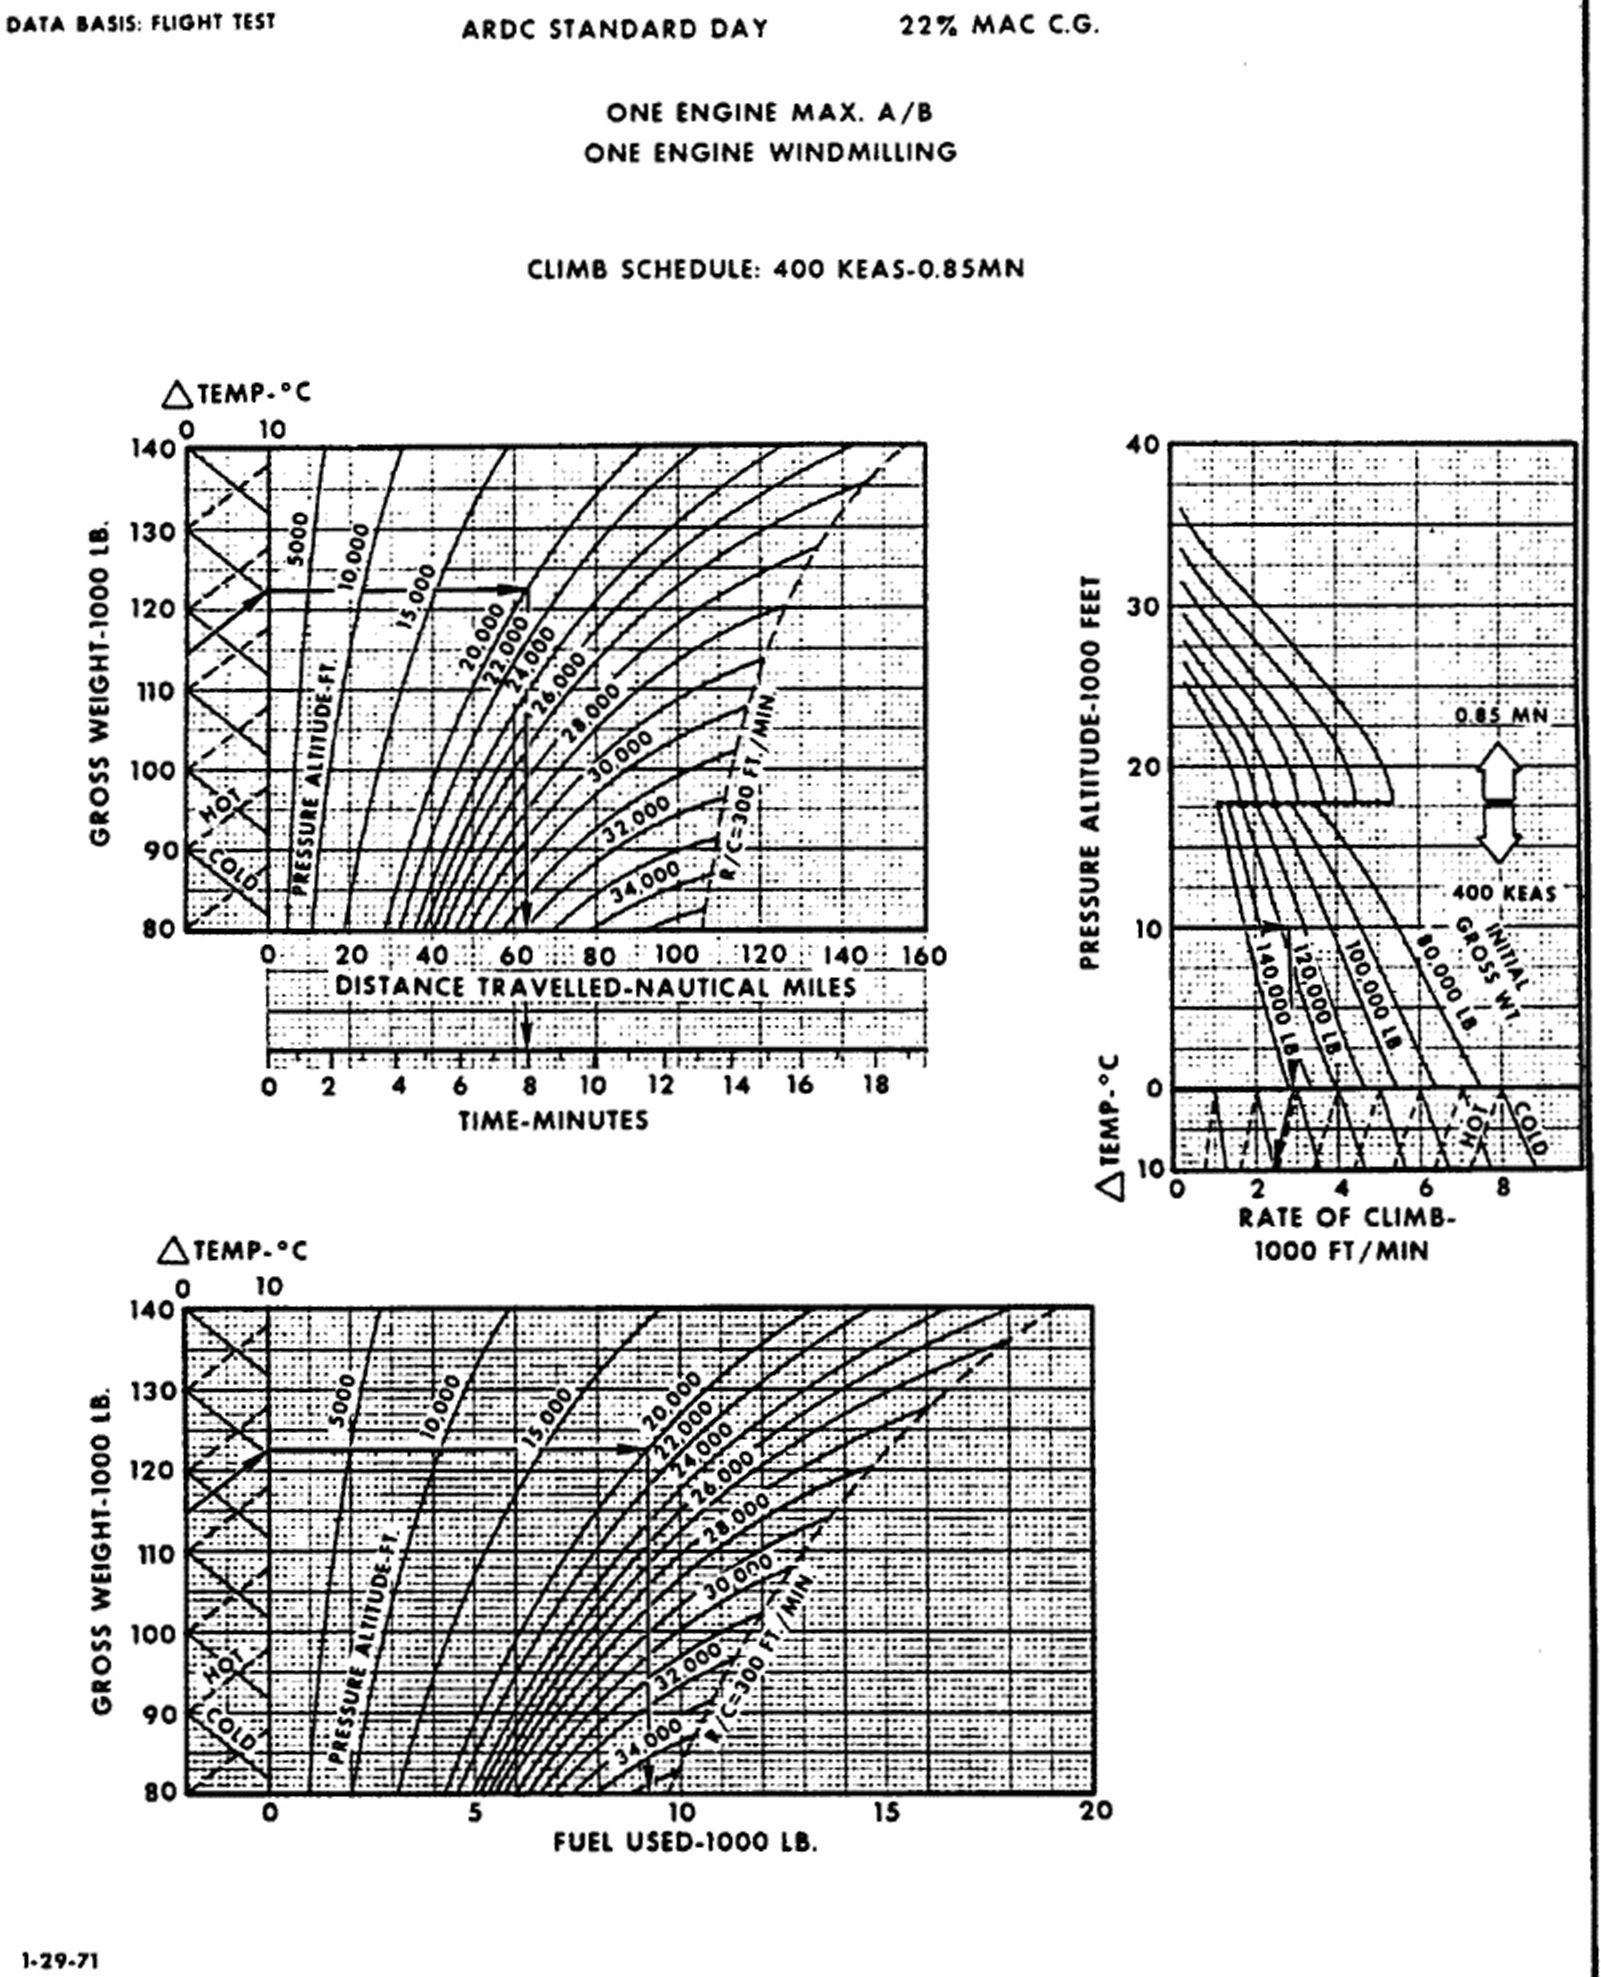 DATA BASIS: FLIGHT TEST
ARDC STANDARD DAY
22% MAC C.G.
ONE ENGINE MAX. A/B
ONE ENGINE WINDMILLING
CLIMB SCHEDULE: 400 KEAS-0.85MN
△ TEMP-°C
0 10
140
130
120
110
100
90
80
GROSS WEIGHT-1000 LB.
HOT
COLD
5000
10,000
15,000
20,000
22,000
24,000
26,000
28,000
30,000
32,000
34,000
PRESSURE ALTITUDE-FT.
R/C=300 FT./MIN.
0 20 40 60 80 100 120 140 160
DISTANCE TRAVELLED-NAUTICAL MILES
0 2 4 6 8 10 12 14 16 18
TIME-MINUTES
40
30
20
10
0
10
PRESSURE ALTITUDE-1000 FEET
△ TEMP-°C
0.85 MN
400 KEAS
INITIAL
GROSS WT
140,000 LB.
120,000 LB.
100,000 LB.
80,000 LB.
HOT
COLD
0 2 4 6 8
RATE OF CLIMB-
1000 FT/MIN
△ TEMP-°C
0 10
140
130
120
110
100
90
80
GROSS WEIGHT-1000 LB.
HOT
COLD
5000
10,000
15,000
20,000
22,000
24,000
26,000
28,000
30,000
32,000
34,000
PRESSURE ALTITUDE-FT.
R/C=300 FT./MIN.
0 5 10 15 20
FUEL USED-1000 LB.
1-29-71